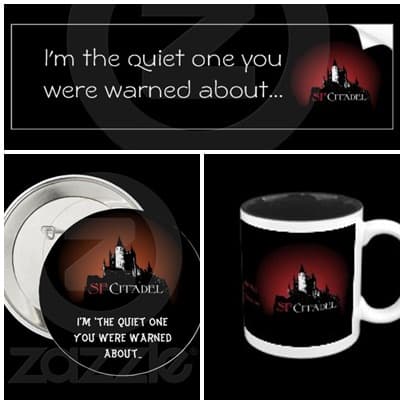 I'm the quiet one you
were warned about...
SF CITADEL
SF CITADEL
I'M 'THE QUIET ONE
YOU WERE WARNED
ABOUT...
SF CITADEL
zazzle